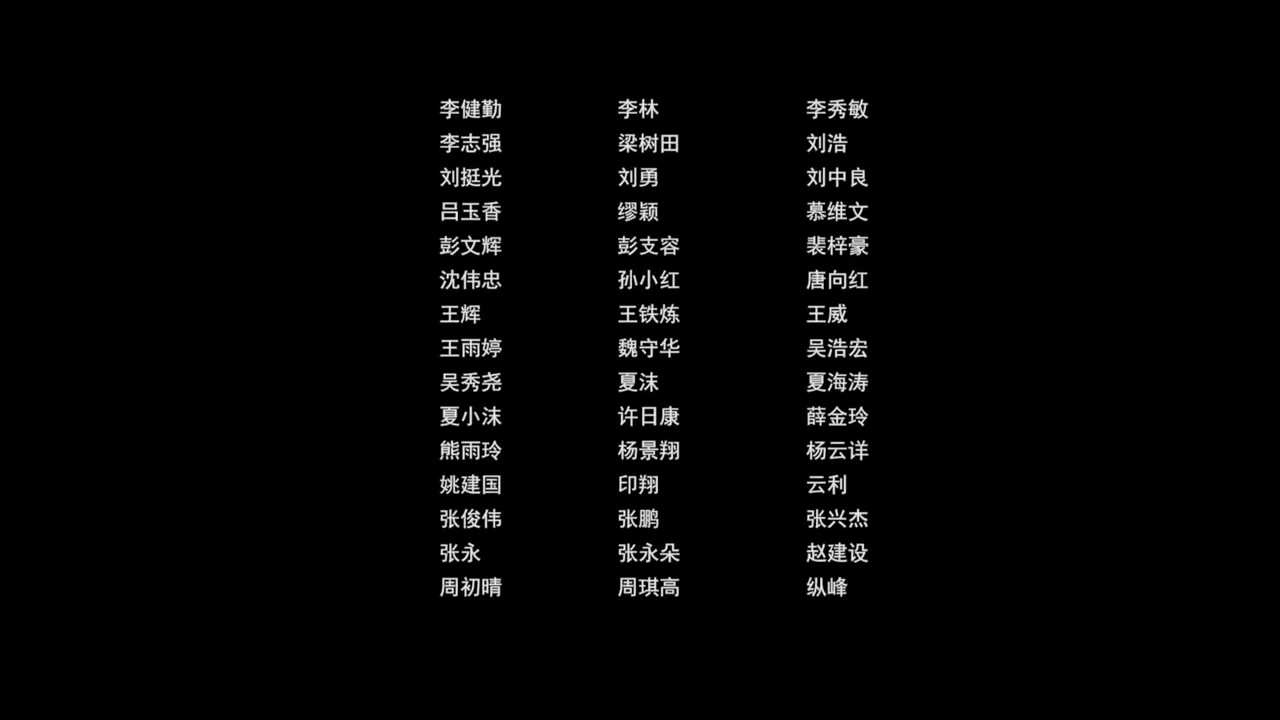 李健勤 李林 李秀敏
李志强 梁树田 刘浩
刘挺光 刘勇 刘中良
吕玉香 缪颖 慕维文
彭文辉 彭支容 裴梓豪
沈伟忠 孙小红 唐向红
王辉 王铁炼 王威
王雨婷 魏守华 吴浩宏
吴秀尧 夏沫 夏海涛
夏小沫 许日康 薛金玲
熊雨玲 杨景翔 杨云详
姚建国 印翔 云利
张俊伟 张鹏 张兴杰
张永 张永朵 赵建设
周初晴 周琪高 纵峰